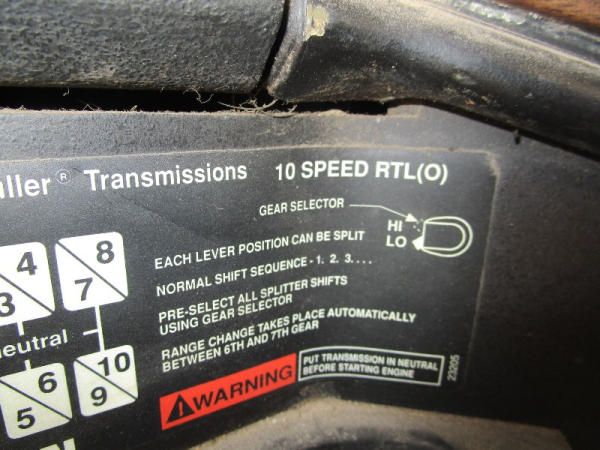 uller® Transmissions 10 SPEED RTL(O)
GEAR SELECTOR
HI
LO
EACH LEVER POSITION CAN BE SPLIT
NORMAL SHIFT SEQUENCE - 1. 2. 3. . . .
PRE-SELECT ALL SPLITTER SHIFTS
USING GEAR SELECTOR
RANGE CHANGE TAKES PLACE AUTOMATICALLY
BETWEEN 6TH AND 7TH GEAR
WARNING
PUT TRANSMISSION IN NEUTRAL
BEFORE STARTING ENGINE
23205
4 8
3 7
neutral
6 10
5 9